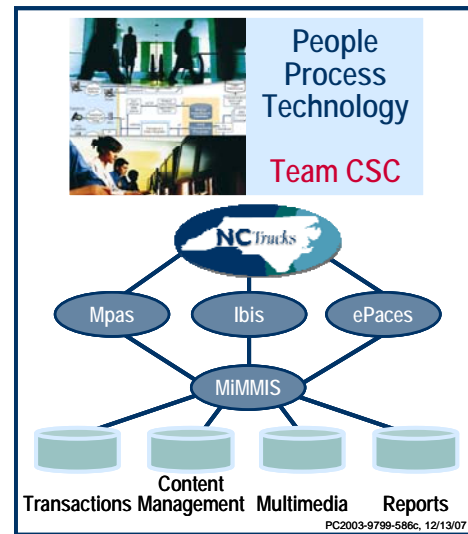 People
Process
Technology
Team CSC
NCTracks
Mpas
Ibis
ePaces
MiMMIS
Transactions
Content
Management
Multimedia
Reports
PC2003-9799-586c, 12/13/07